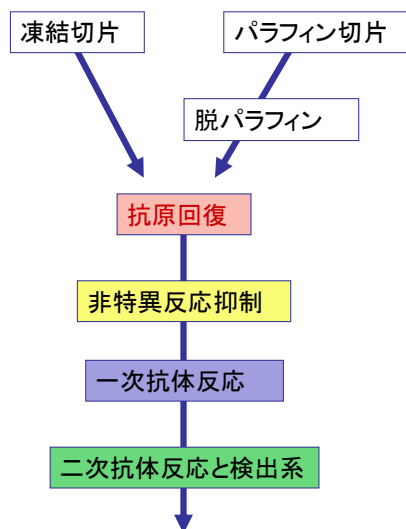 凍結切片
パラフィン切片
脱パラフィン
抗原回復
非特異反応抑制
一次抗体反応
二次抗体反応と検出系